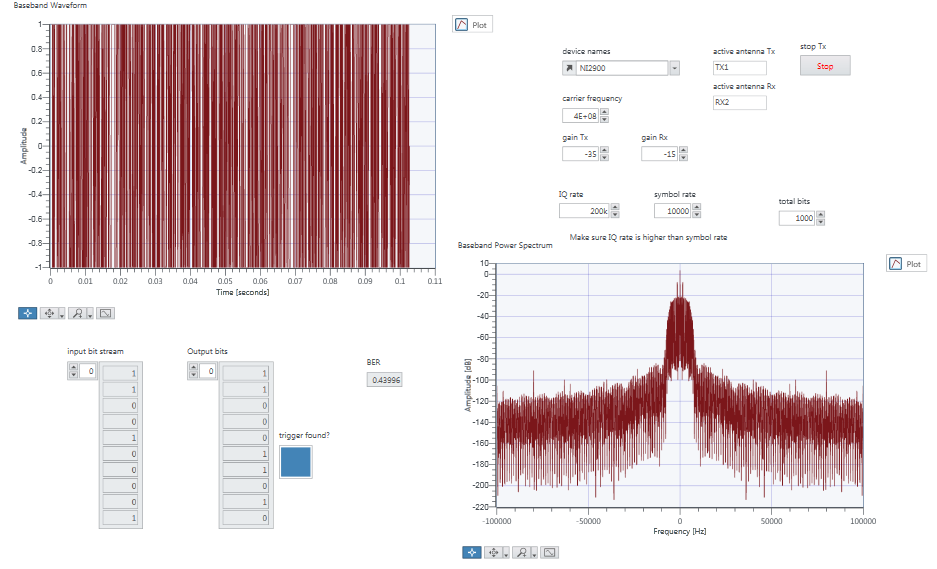 Baseband Waveform
Plot
Amplitude
1
0.8
0.6
0.4
0.2
0
-0.2
-0.4
-0.6
-0.8
-1
0 0.01 0.02 0.03 0.04 0.05 0.06 0.07 0.08 0.09 0.1 0.11
Time [seconds]
device names
NI2900
active antenna Tx
TX1
stop Tx
Stop
active antenna Rx
RX2
carrier frequency
4E+08
gain Tx
-35
gain Rx
-15
IQ rate
200k
symbol rate
10000
total bits
1000
Make sure IQ rate is higher than symbol rate
Baseband Power Spectrum
Plot
Amplitude [dB]
10
0
-20
-40
-60
-80
-100
-120
-140
-160
-180
-200
-220
-100000 -50000 0 50000 100000
Frequency [Hz]
input bit stream
0
1
1
0
0
1
0
0
0
0
1
Output bits
0
1
1
0
0
0
1
1
0
1
0
BER
0.43996
trigger found?